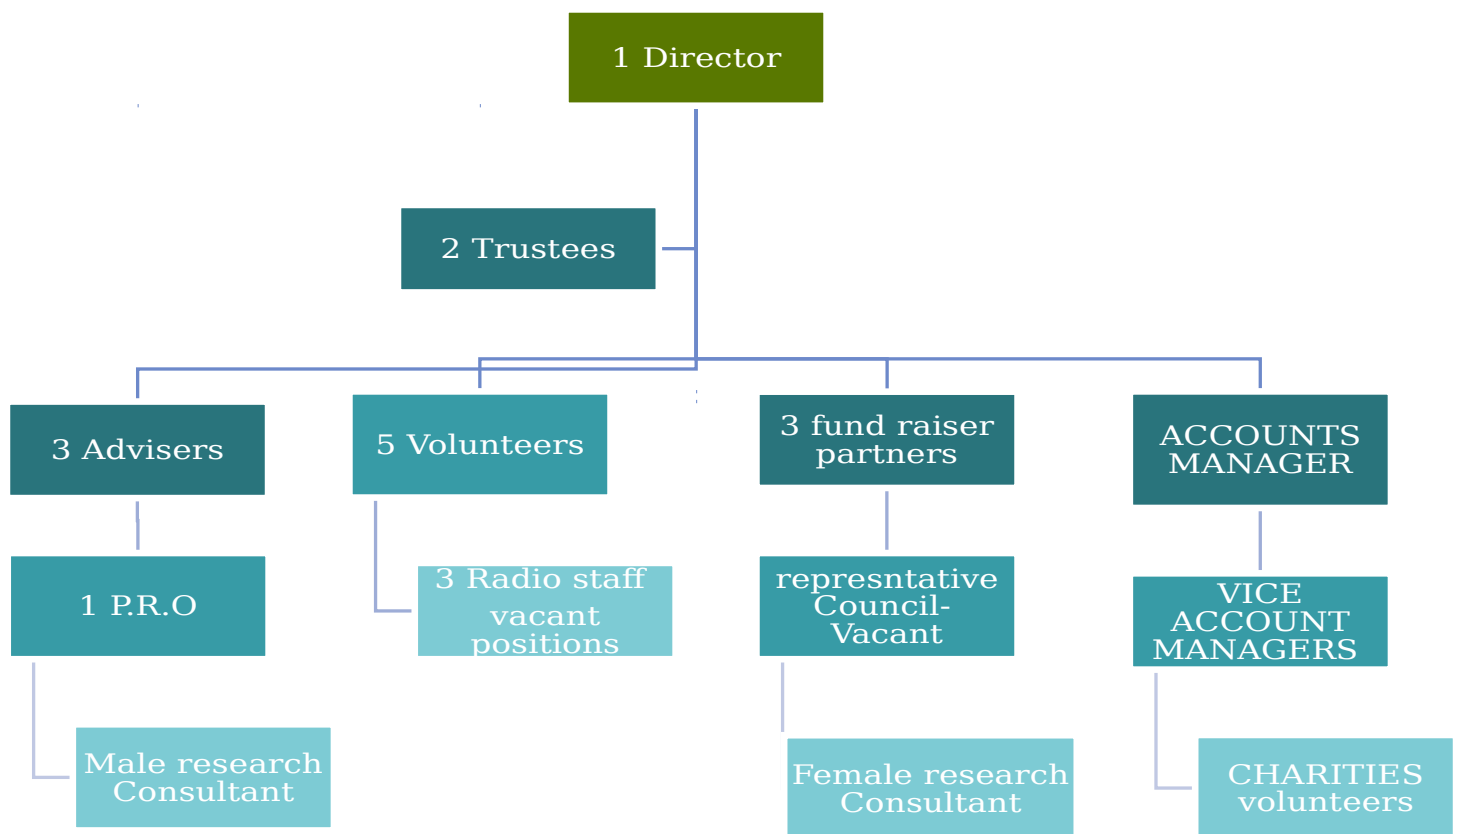 1 Director
2 Trustees
3 Advisers
5 Volunteers
3 fund raiser
partners
ACCOUNTS
MANAGER
1 P.R.O
3 Radio staff
vacant
positions
represntative
Council-
Vacant
VICE
ACCOUNT
MANAGERS
Male research
Consultant
Female research
Consultant
CHARITIES
volunteers